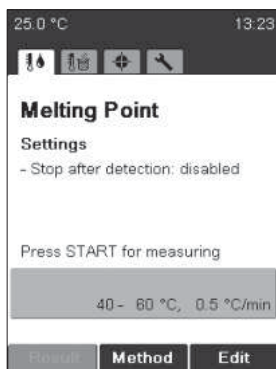 25.0 °C 13:23
Melting Point
Settings
- Stop after detection: disabled
Press START for measuring
40 - 60 °C, 0.5 °C/min
Result Method Edit